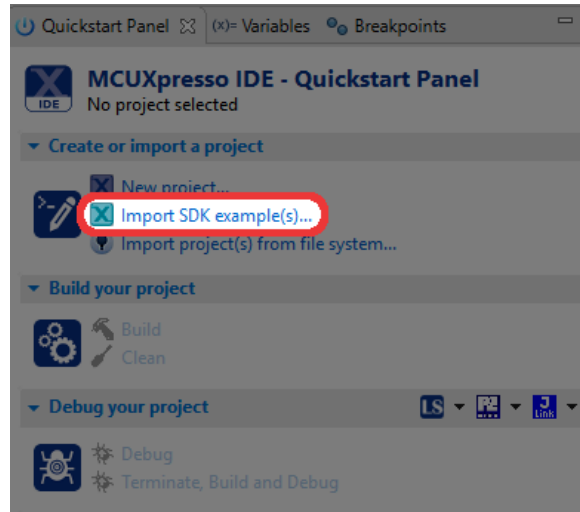 Quickstart Panel (x)= Variables Breakpoints
IDE
MCUXpresso IDE - Quickstart Panel
No project selected
Create or import a project
New project...
Import SDK example(s)...
Import project(s) from file system...
Build your project
Build
Clean
Debug your project
LS PE Link
Debug
Terminate, Build and Debug